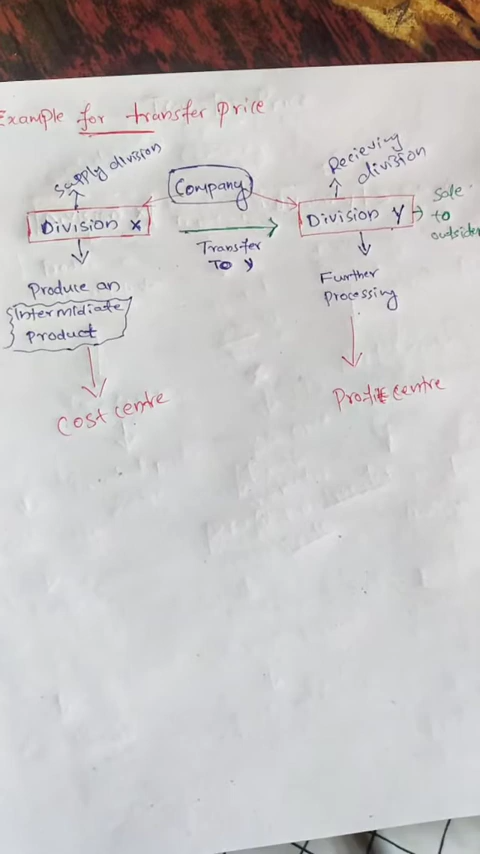 Example for transfer price
Supply division
Company
Recieving
division
Division X
Division Y
Sale
to
outsider
Transfer
To y
Produce an
Intermidiate
product
Further
processing
Cost centre
Profit centre